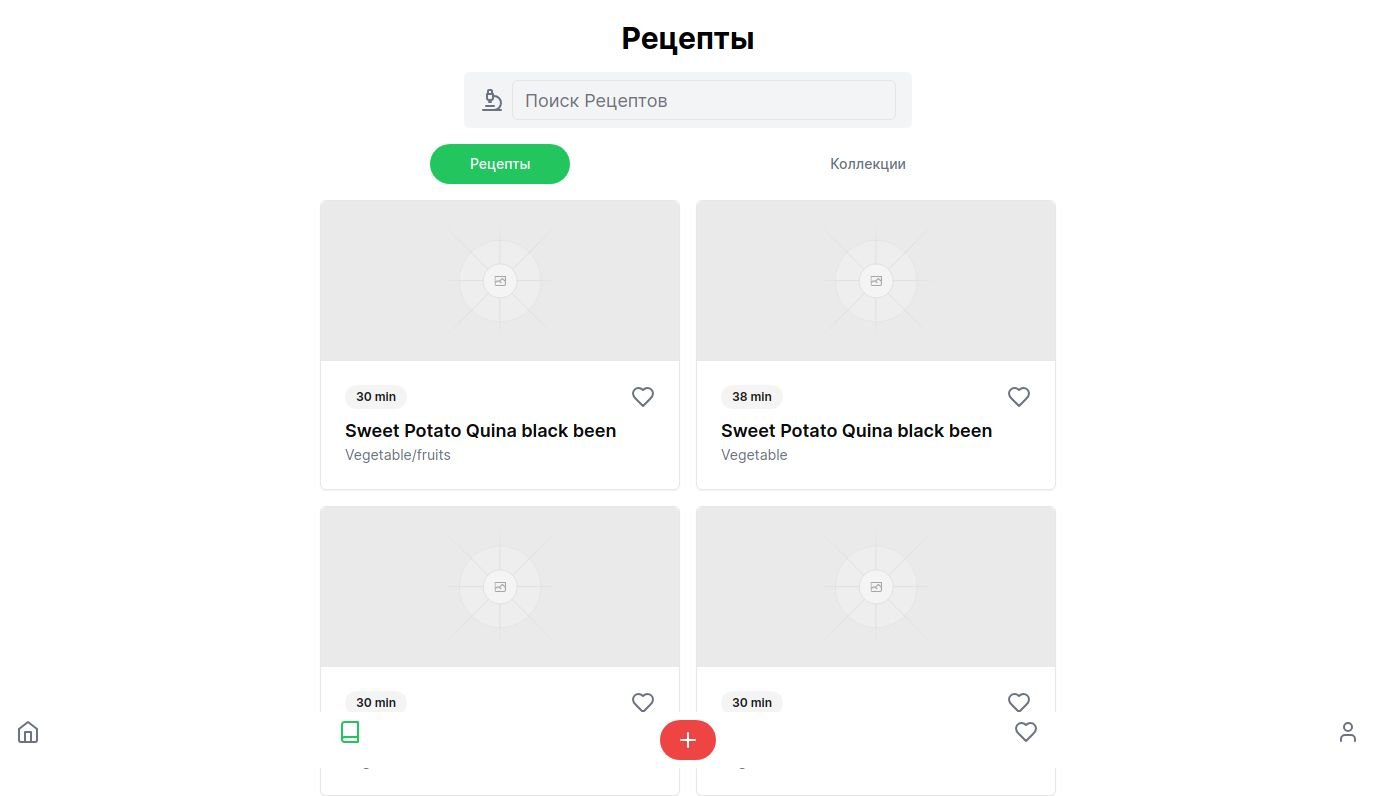 Рецепты
Поиск Рецептов
Рецепты
Коллекции
30 min
38 min
Sweet Potato Quina black been
Sweet Potato Quina black been
Vegetable/fruits
Vegetable
30 min
30 min